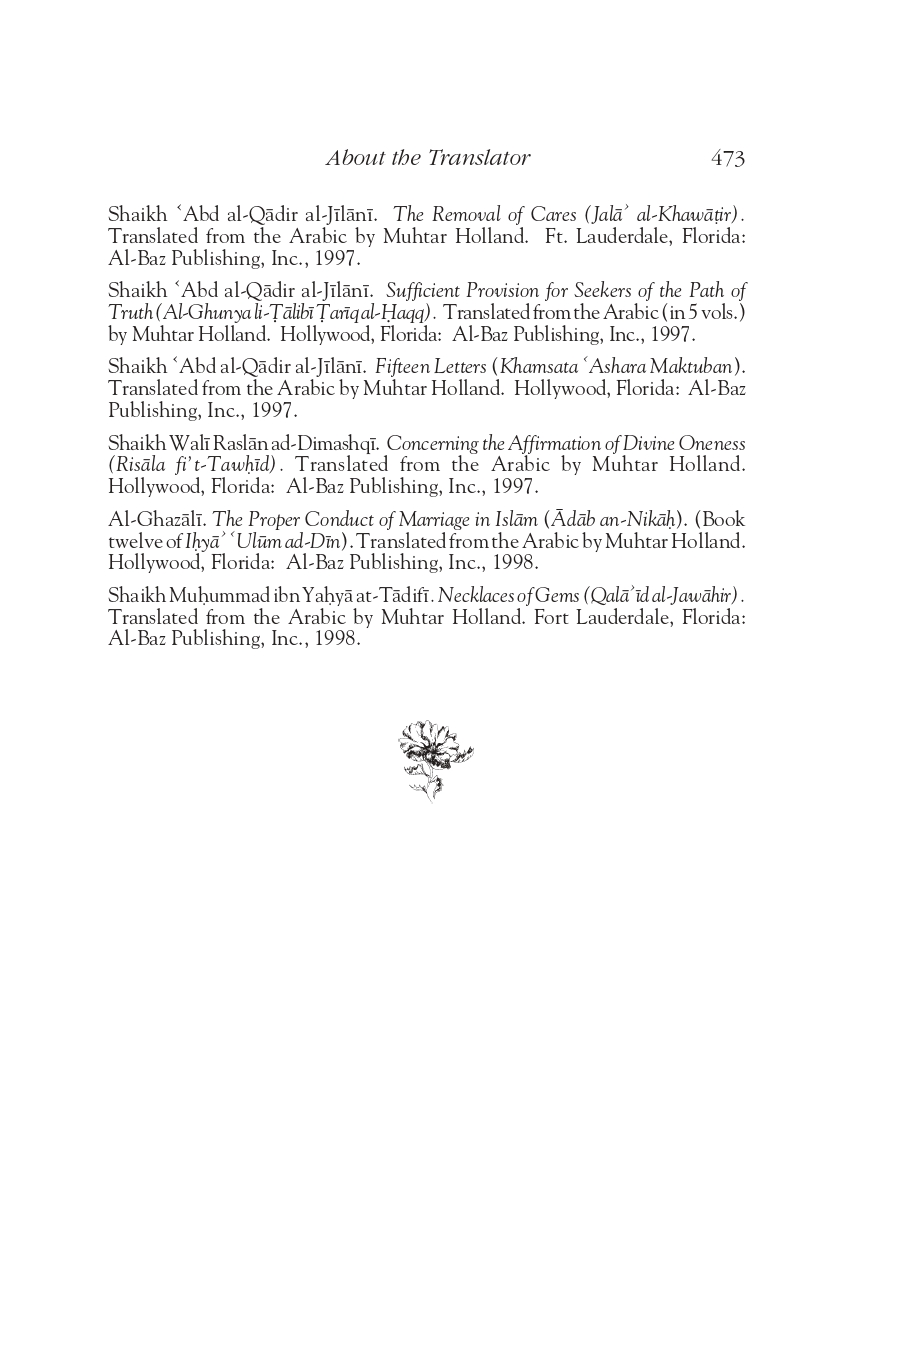 About the Translator 473
Shaikh ʿAbd al-Qādir al-Jīlānī. The Removal of Cares (Jalāʾ al-Khawāṭir).
Translated from the Arabic by Muhtar Holland. Ft. Lauderdale, Florida:
Al-Baz Publishing, Inc., 1997.
Shaikh ʿAbd al-Qādir al-Jīlānī. Sufficient Provision for Seekers of the Path of
Truth (Al-Ghunya li-Ṭālibī Ṭarīq al-Ḥaqq). Translated from the Arabic (in 5 vols.)
by Muhtar Holland. Hollywood, Florida: Al-Baz Publishing, Inc., 1997.
Shaikh ʿAbd al-Qādir al-Jīlānī. Fifteen Letters (Khamsata ʿAshara Maktuban).
Translated from the Arabic by Muhtar Holland. Hollywood, Florida: Al-Baz
Publishing, Inc., 1997.
Shaikh Walī Raslān ad-Dimashqī. Concerning the Affirmation of Divine Oneness
(Risāla fi’t-Tawḥīd). Translated from the Arabic by Muhtar Holland.
Hollywood, Florida: Al-Baz Publishing, Inc., 1997.
Al-Ghazālī. The Proper Conduct of Marriage in Islām (Ādāb an-Nikāḥ). (Book
twelve of Iḥyāʾ ʿUlūm ad-Dīn). Translated from the Arabic by Muhtar Holland.
Hollywood, Florida: Al-Baz Publishing, Inc., 1998.
Shaikh Muḥummad ibn Yaḥyā at-Tādifī. Necklaces of Gems (Qalāʾīd al-Jawāhir).
Translated from the Arabic by Muhtar Holland. Fort Lauderdale, Florida:
Al-Baz Publishing, Inc., 1998.